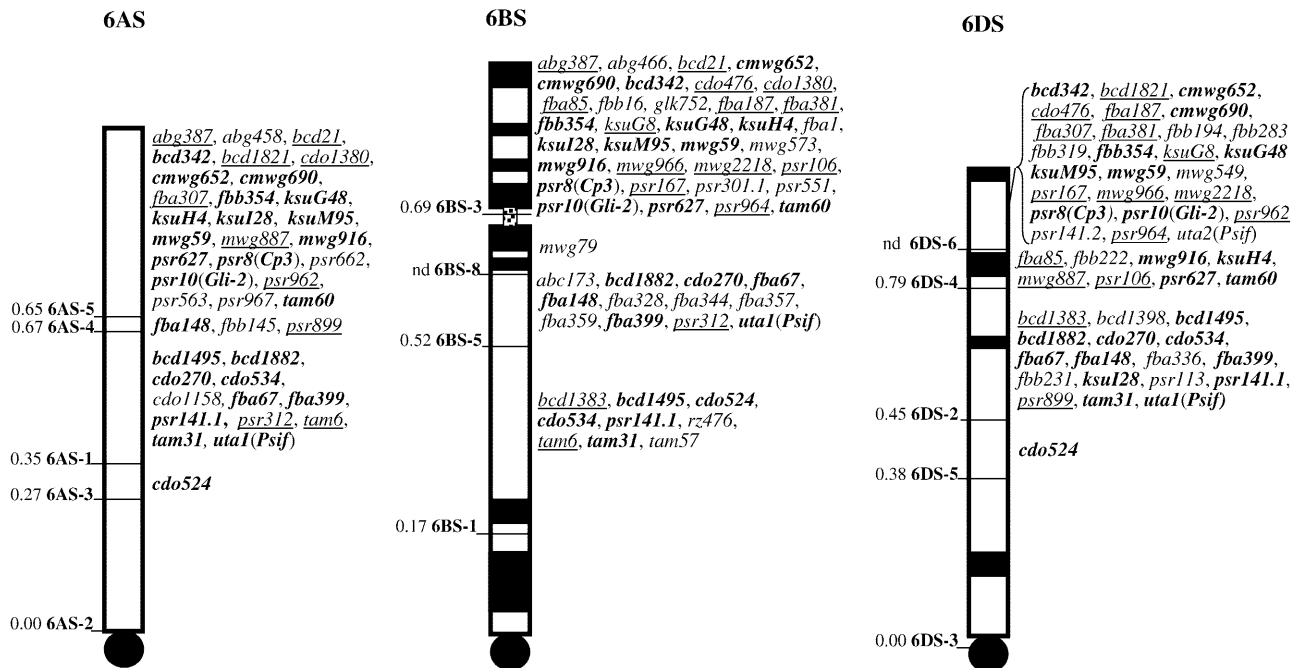 6AS
abg387, abg458, bcd21,
bcd342, bcd1821, cdo1380,
cmwg652, cmwg690,
fba307, fbb354, ksuG48,
ksuH4, ksuI28, ksuM95,
mwg59, mwg887, mwg916,
psr627, psr8(Cp3), psr662,
psr10(Gli-2), psr962,
psr563, psr967, tam60
0.65 6AS-5
0.67 6AS-4
fba148, fbb145, psr899
bcd1495, bcd1882,
cdo270, cdo534,
cdo1158, fba67, fba399,
psr141.1, psr312, tam6,
tam31, uta1(Psif)
0.35 6AS-1
cdo524
0.27 6AS-3
0.00 6AS-2
6BS
abg387, abg466, bcd21, cmwg652,
cmwg690, bcd342, cdo476, cdo1380,
fba85, fbb16, glk752, fba187, fba381,
fbb354, ksuG8, ksuG48, ksuH4, fba1,
ksuI28, ksuM95, mwg59, mwg573,
mwg916, mwg966, mwg2218, psr106,
psr8(Cp3), psr167, psr301.1, psr551,
psr10(Gli-2), psr627, psr964, tam60
0.69 6BS-3
mwg79
nd 6BS-8
abc173, bcd1882, cdo270, fba67,
fba148, fba328, fba344, fba357,
fba359, fba399, psr312, uta1(Psif)
0.52 6BS-5
bcd1383, bcd1495, cdo524,
cdo534, psr141.1, rz476,
tam6, tam31, tam57
0.17 6BS-1
6DS
bcd342, bcd1821, cmwg652,
cdo476, fba187, cmwg690,
fba307, fba381, fbb194, fbb283
fbb319, fbb354, ksuG8, ksuG48
ksuM95, mwg59, mwg549,
psr167, mwg966, mwg2218,
psr8(Cp3), psr10(Gli-2), psr962
psr141.2, psr964, uta2(Psif)
nd 6DS-6
fba85, fbb222, mwg916, ksuH4,
mwg887, psr106, psr627, tam60
0.79 6DS-4
bcd1383, bcd1398, bcd1495,
bcd1882, cdo270, cdo534,
fba67, fba148, fba336, fba399,
fbb231, ksuI28, psr113, psr141.1,
psr899, tam31, uta1(Psif)
0.45 6DS-2
cdo524
0.38 6DS-5
0.00 6DS-3